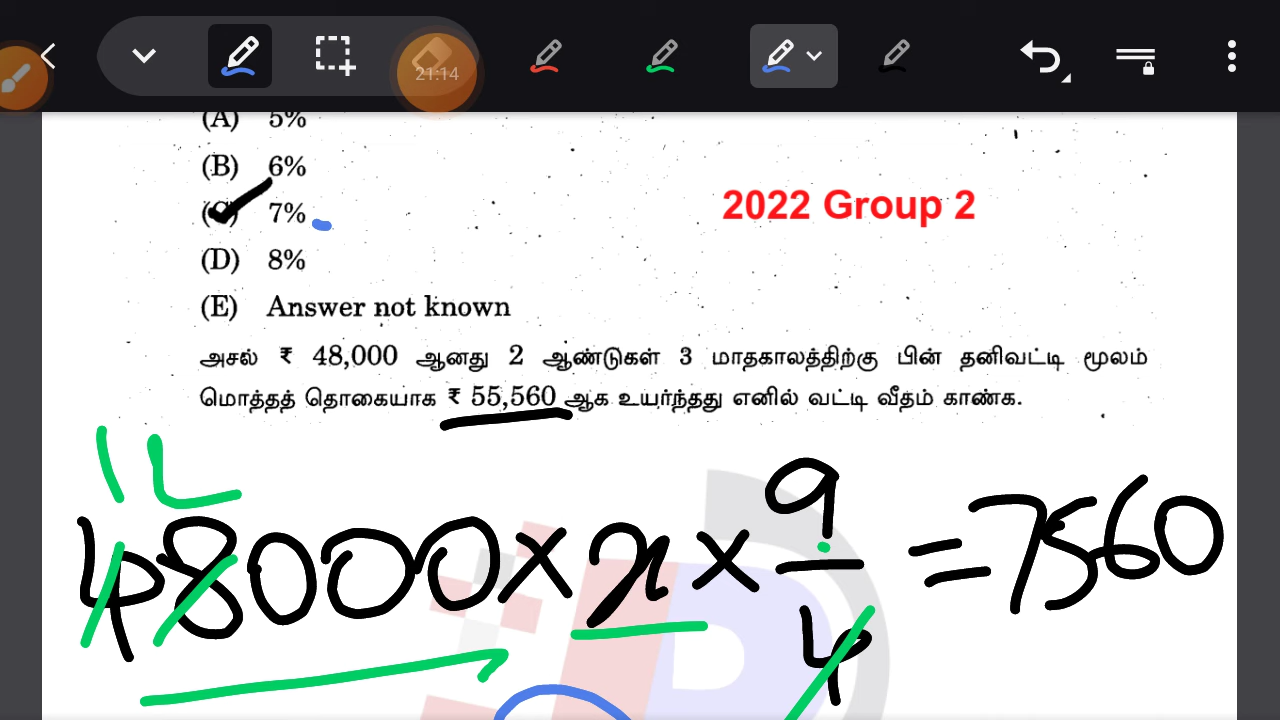 21:14
(A) 5%
(B) 6%
(C) 7%
2022 Group 2
(D) 8%
(E) Answer not known
அசல் ₹ 48,000 ஆனது 2 ஆண்டுகள் 3 மாதகாலத்திற்கு பின் தனிவட்டி மூலம்
மொத்தத் தொகையாக ₹ 55,560 ஆக உயர்ந்தது எனில் வட்டி வீதம் காண்க.
12
48000 × x × 9/4 = 7560